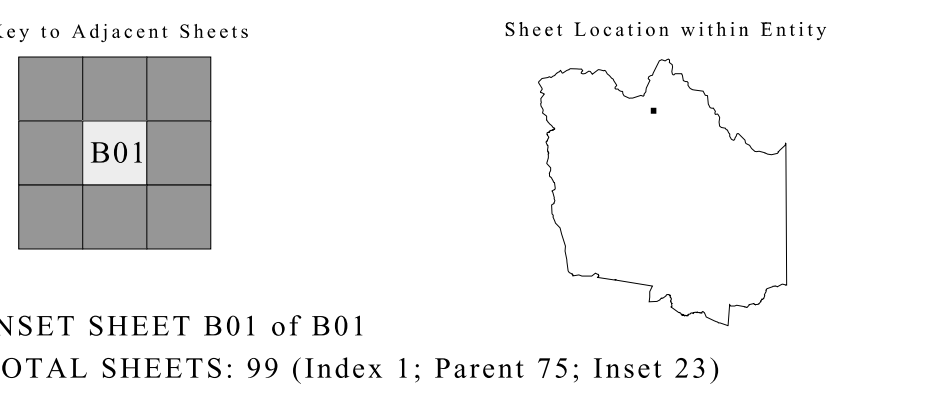 Key to Adjacent Sheets
Sheet Location within Entity
B01
NSET SHEET B01 of B01
OTAL SHEETS: 99 (Index 1; Parent 75; Inset 23)